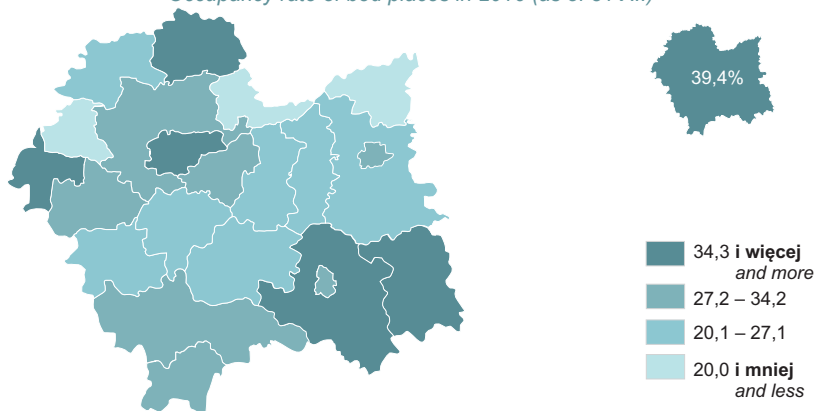 39,4%
34,3 i więcej
and more
27,2 – 34,2
20,1 – 27,1
20,0 i mniej
and less